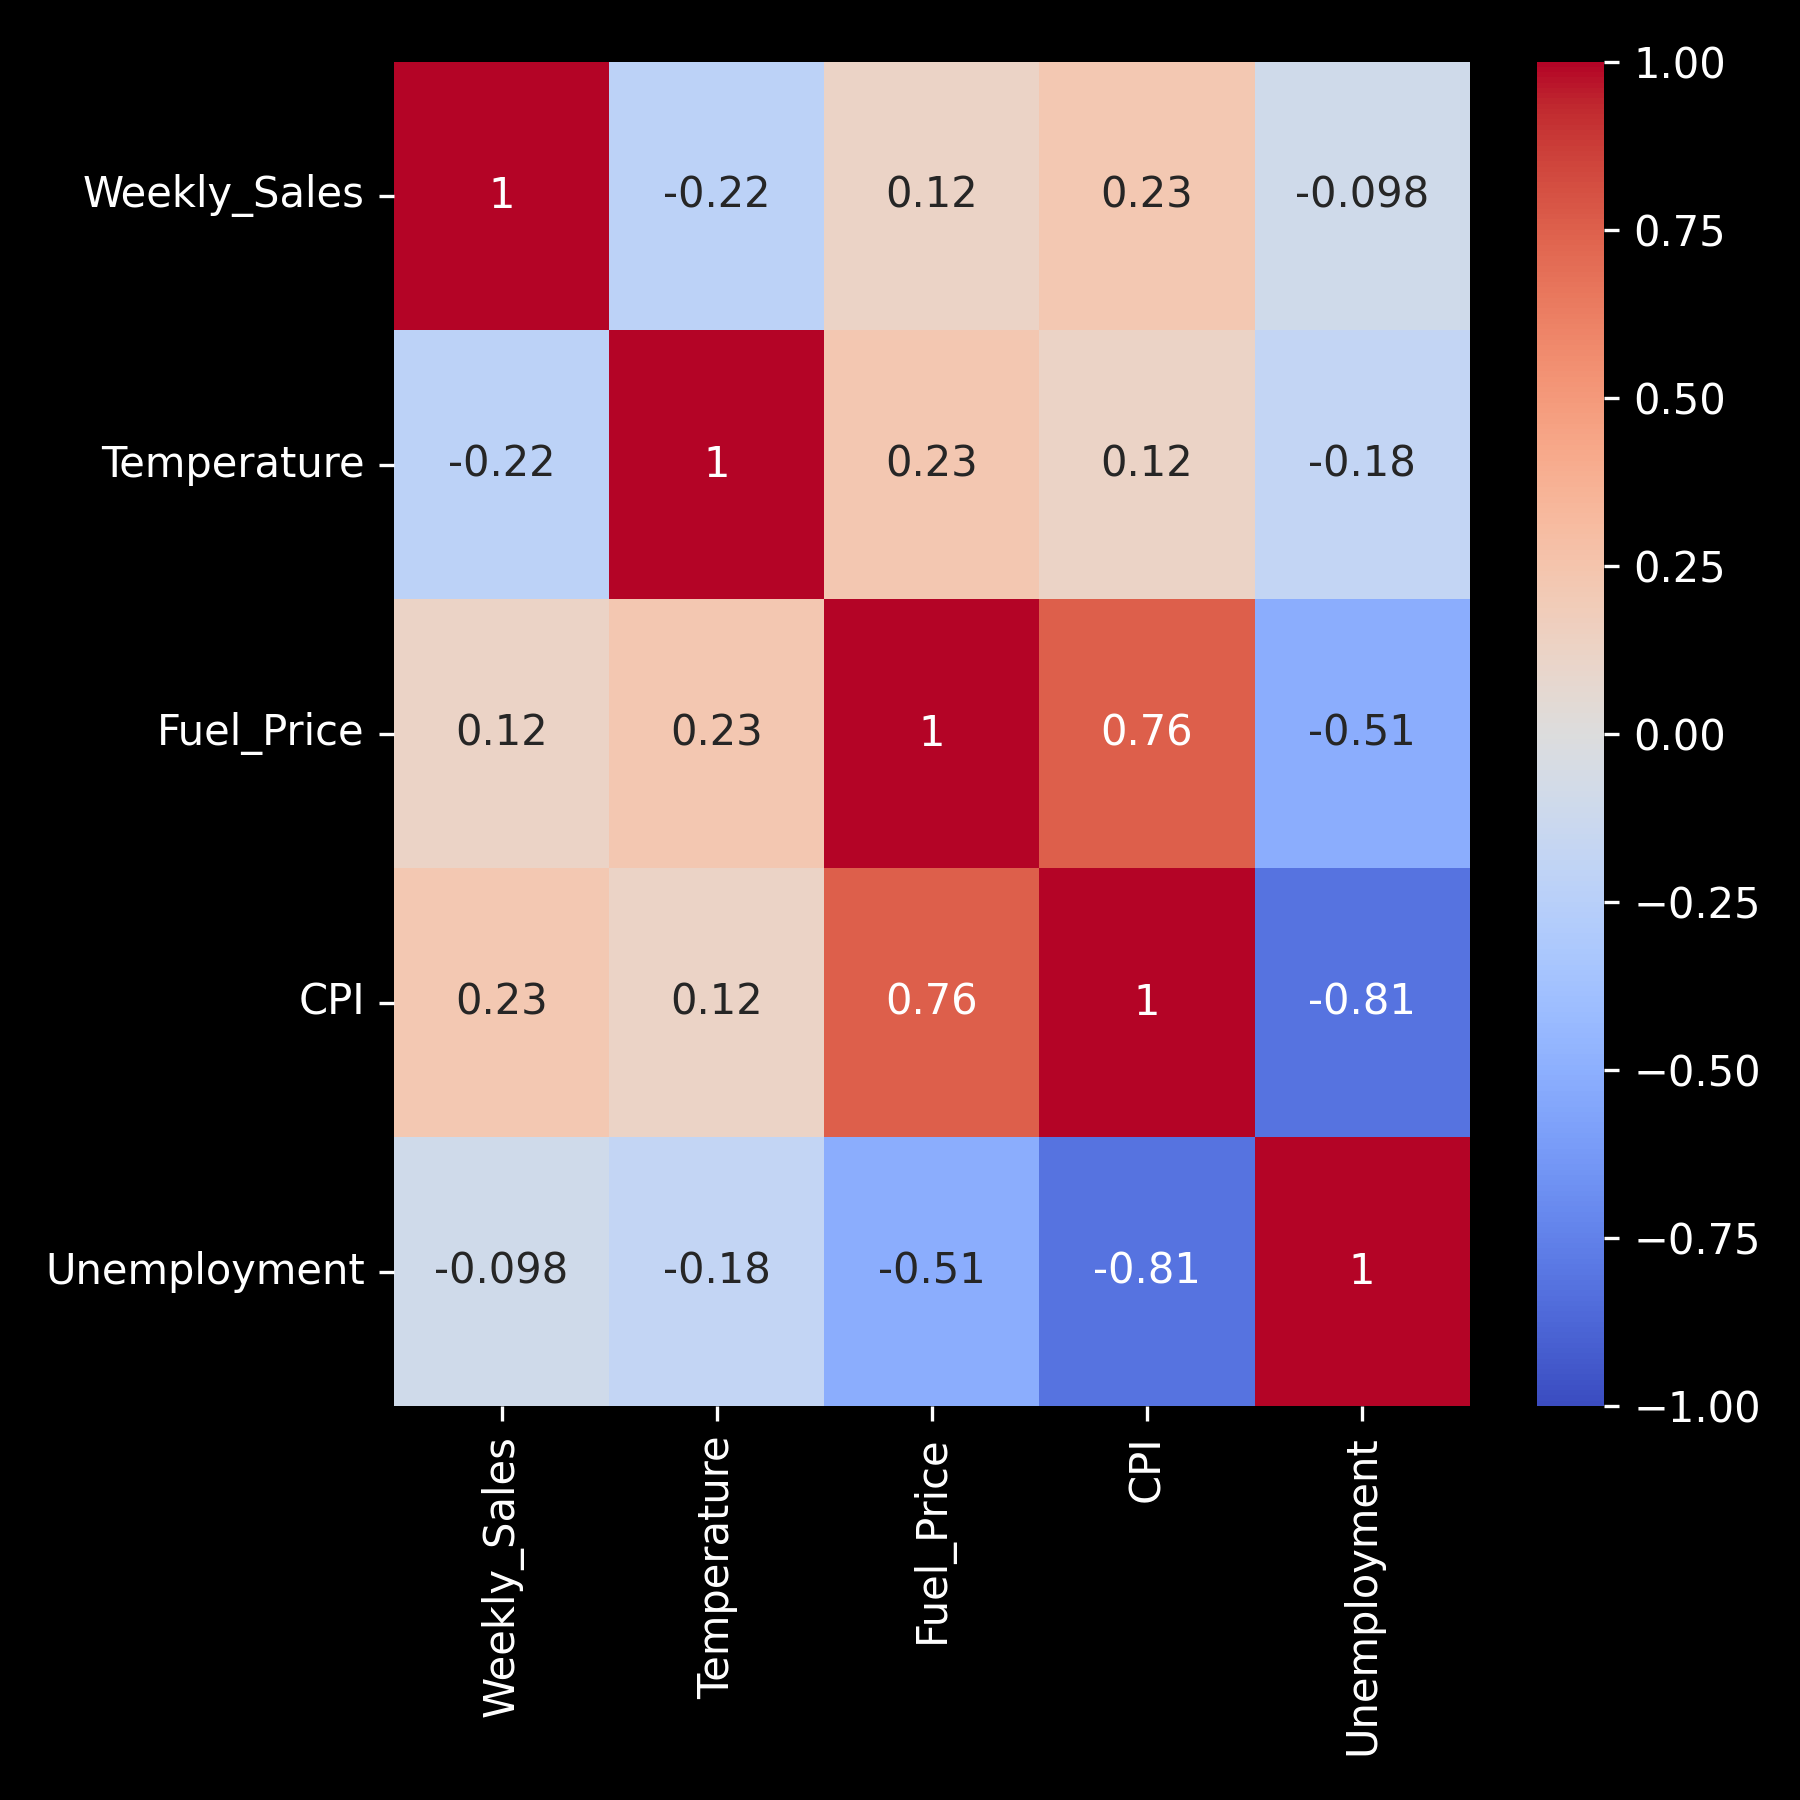 1.00
Weekly_Sales 1 -0.22 0.12 0.23 -0.098
0.75
0.50
Temperature -0.22 1 0.23 0.12 -0.18
0.25
Fuel_Price 0.12 0.23 1 0.76 -0.51
0.00
−0.25
CPI 0.23 0.12 0.76 1 -0.81
−0.50
−0.75
Unemployment -0.098 -0.18 -0.51 -0.81 1
−1.00
Weekly_Sales
Temperature
Fuel_Price
CPI
Unemployment